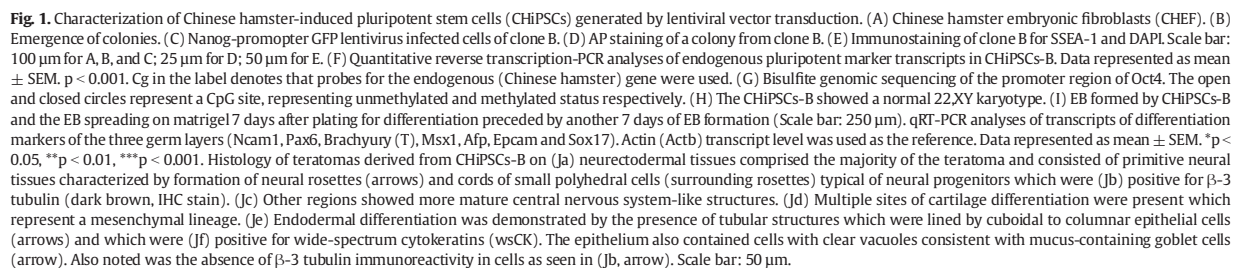 Fig. 1. Characterization of Chinese hamster-induced pluripotent stem cells (CHiPSCs) generated by lentiviral vector transduction. (A) Chinese hamster embryonic fibroblasts (CHEF). (B)
Emergence of colonies. (C) Nanog-promopter GFP lentivirus infected cells of clone B. (D) AP staining of a colony from clone B. (E) Immunostaining of clone B for SSEA-1 and DAPI. Scale bar:
100 μm for A, B, and C; 25 μm for D; 50 μm for E. (F) Quantitative reverse transcription-PCR analyses of endogenous pluripotent marker transcripts in CHiPSCs-B. Data represented as mean
± SEM. p < 0.001. Cg in the label denotes that probes for the endogenous (Chinese hamster) gene were used. (G) Bisulfite genomic sequencing of the promoter region of Oct4. The open
and closed circles represent a CpG site, representing unmethylated and methylated status respectively. (H) The CHiPSCs-B showed a normal 22,XY karyotype. (I) EB formed by CHiPSCs-B
and the EB spreading on matrigel 7 days after plating for differentiation preceded by another 7 days of EB formation (Scale bar: 250 μm). qRT-PCR analyses of transcripts of differentiation
markers of the three germ layers (Ncam1, Pax6, Brachyury (T), Msx1, Afp, Epcam and Sox17). Actin (Actb) transcript level was used as the reference. Data represented as mean ± SEM. *p <
0.05, **p < 0.01, ***p < 0.001. Histology of teratomas derived from CHiPSCs-B on (Ja) neurectodermal tissues comprised the majority of the teratoma and consisted of primitive neural
tissues characterized by formation of neural rosettes (arrows) and cords of small polyhedral cells (surrounding rosettes) typical of neural progenitors which were (Jb) positive for β-3
tubulin (dark brown, IHC stain). (Jc) Other regions showed more mature central nervous system-like structures. (Jd) Multiple sites of cartilage differentiation were present which
represent a mesenchymal lineage. (Je) Endodermal differentiation was demonstrated by the presence of tubular structures which were lined by cuboidal to columnar epithelial cells
(arrows) and which were (Jf) positive for wide-spectrum cytokeratins (wsCK). The epithelium also contained cells with clear vacuoles consistent with mucus-containing goblet cells
(arrow). Also noted was the absence of β-3 tubulin immunoreactivity in cells as seen in (Jb, arrow). Scale bar: 50 μm.